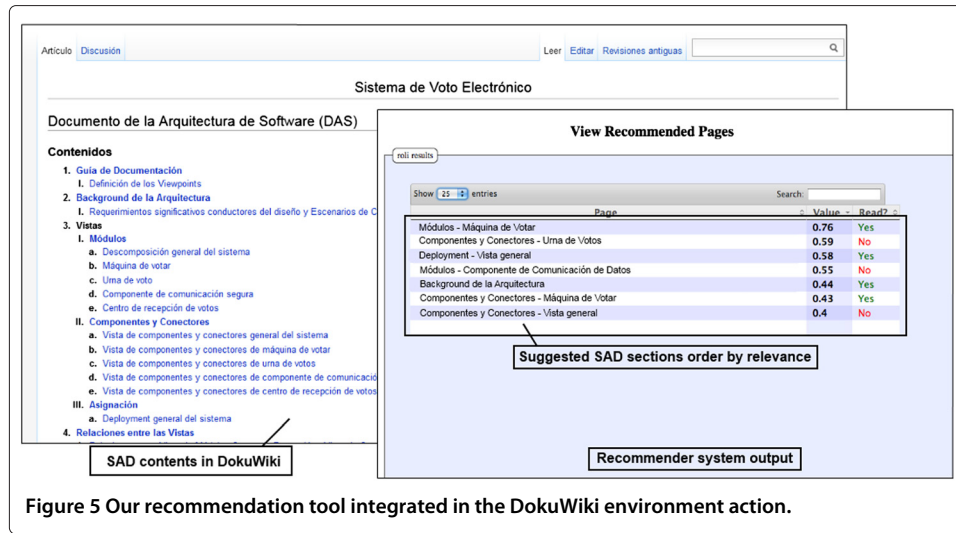 Artículo Discusión Leer Editar Revisiones antiguas
Sistema de Voto Electrónico
Documento de la Arquitectura de Software (DAS)
Contenidos
1. Guia de Documentación
I. Definición de los Viewpoints
2. Background de la Arquitectura
I. Requerimientos significativos conductores del diseño y Escenarios de C
3. Vistas
I. Módulos
a. Descomposición general del sistema
b. Máquina de votar
c. Urna de voto
d. Componente de comunicación segura
e. Centro de recepción de votos
II. Componentes y Conectores
a. Vista de componentes y conectores general del sistema
b. Vista de componentes y conectores de máquina de votar
c. Vista de componentes y conectores de urna de votos
d. Vista de componentes y conectores de componente de comunicació
e. Vista de componentes y conectores de centro de recepción de votos
III. Asignación
a. Deployment general del sistema
4. Relaciones entre las Vistas
SAD contents in DokuWiki
View Recommended Pages
roli results
Show 25 entries Search:
Page Value Read?
Módulos - Máquina de Votar 0.76 Yes
Componentes y Conectores - Urna de Votos 0.59 No
Deployment - Vista general 0.58 Yes
Módulos - Componente de Comunicación de Datos 0.55 No
Background de la Arquitectura 0.44 Yes
Componentes y Conectores - Máquina de Votar 0.43 Yes
Componentes y Conectores - Vista general 0.4 No
Suggested SAD sections order by relevance
Recommender system output
Figure 5 Our recommendation tool integrated in the DokuWiki environment action.